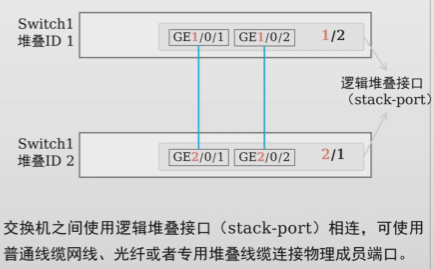 Switch1
堆叠ID 1
GE1/0/1 GE1/0/2 1/2
逻辑堆叠接口
（stack-port）
Switch1
堆叠ID 2
GE2/0/1 GE2/0/2 2/1
交换机之间使用逻辑堆叠接口（stack-port）相连，可使用
普通线缆网线、光纤或者专用堆叠线缆连接物理成员端口。